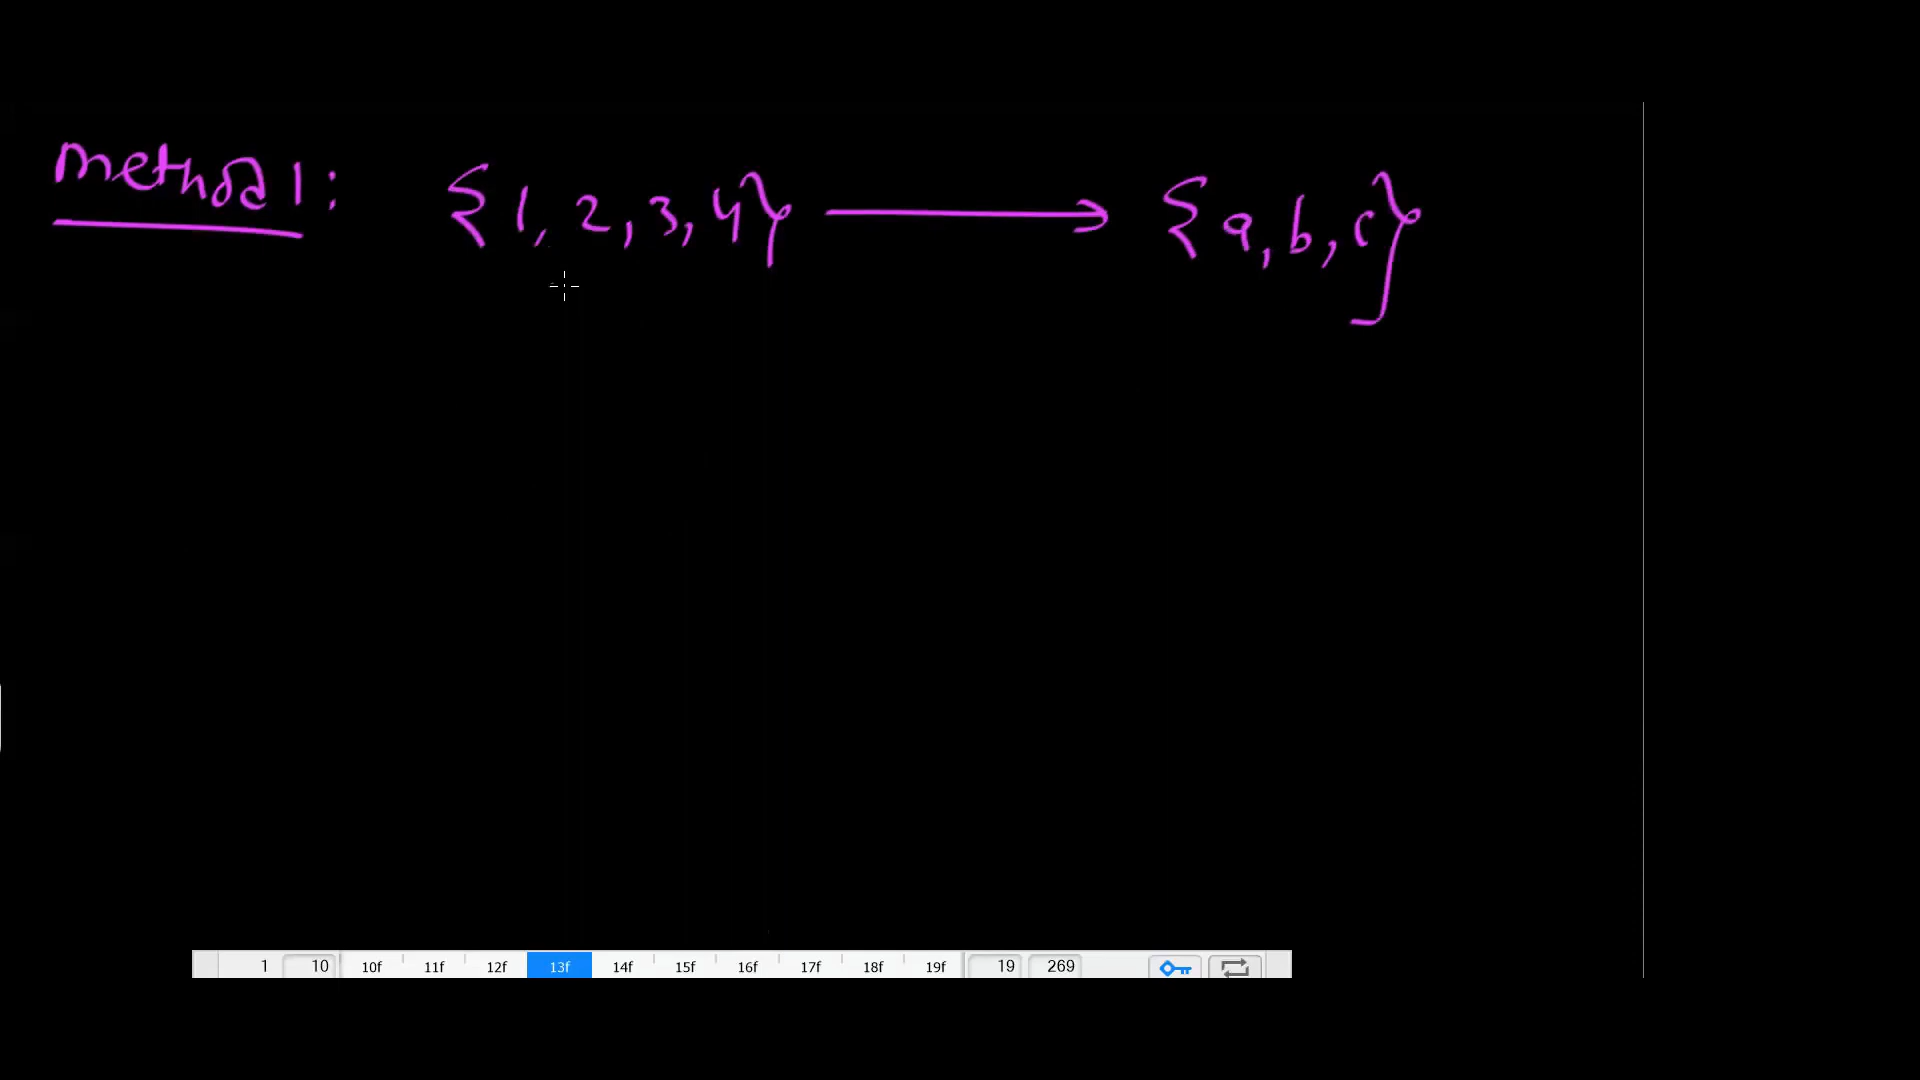 method 1: {1, 2, 3, 4} → {a, b, c}
1 10 10f 11f 12f 13f 14f 15f 16f 17f 18f 19f 19 269